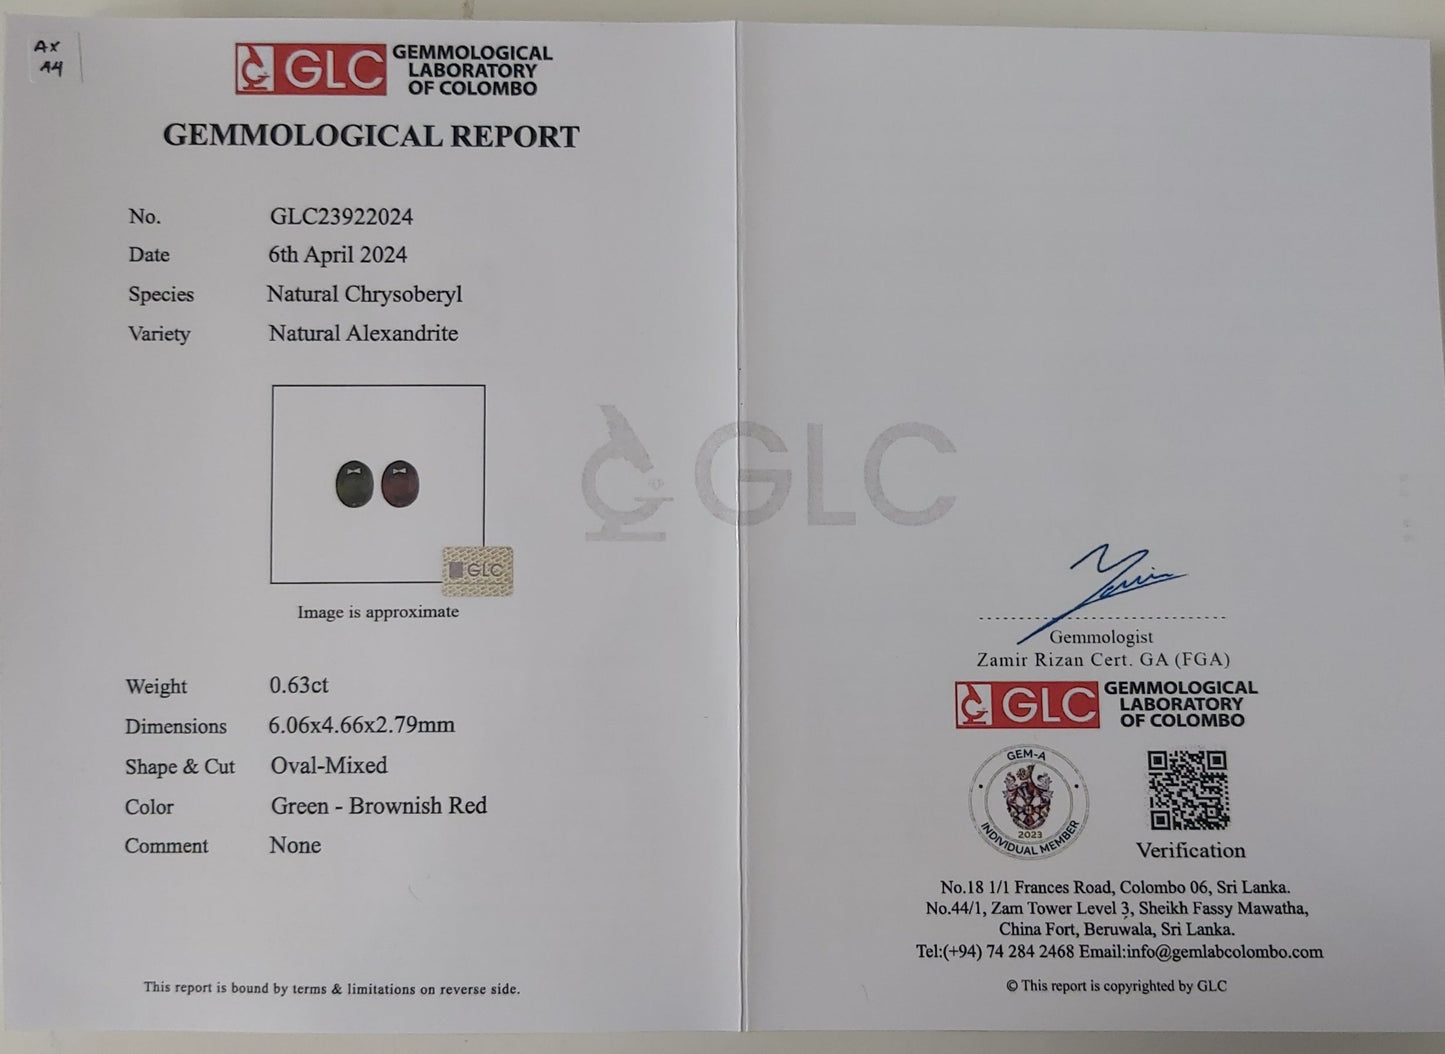 AX
A4
GLC
GEMMOLOGICAL
LABORATORY
OF COLOMBO
GEMMOLOGICAL REPORT
No. GLC23922024
Date 6th April 2024
Species Natural Chrysoberyl
Variety Natural Alexandrite
GLC
Image is approximate
Weight 0.63ct
Dimensions 6.06x4.66x2.79mm
Shape & Cut Oval-Mixed
Color Green - Brownish Red
Comment None
This report is bound by terms & limitations on reverse side.
GLC
Gemmologist
Zamir Rizan Cert. GA (FGA)
GLC
GEMMOLOGICAL
LABORATORY
OF COLOMBO
GEM-A
2023
INDIVIDUAL MEMBER
Verification
No.18 1/1 Frances Road, Colombo 06, Sri Lanka.
No.44/1, Zam Tower Level 3, Sheikh Fassy Mawatha,
China Fort, Beruwala, Sri Lanka.
Tel:(+94) 74 284 2468 Email:info@gemlabcolombo.com
© This report is copyrighted by GLC